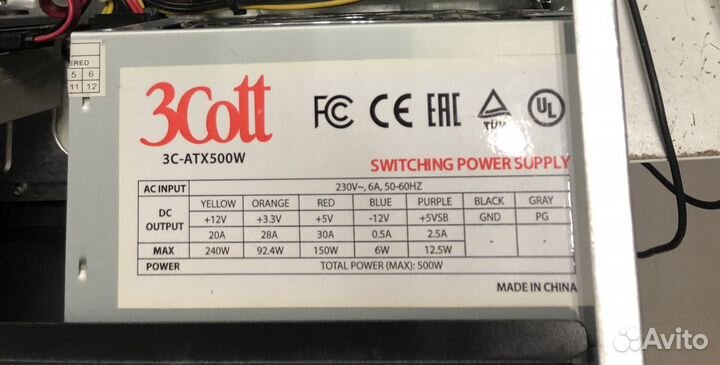 ERED
5 6
11 12
3Cott
3C-ATX500W
FC CE EAC TÜV UL
SWITCHING POWER SUPPLY
AC INPUT 230V~, 6A, 50-60HZ
DC OUTPUT YELLOW ORANGE RED BLUE PURPLE BLACK GRAY
+12V +3.3V +5V -12V +5VSB GND PG
20A 28A 30A 0.5A 2.5A - -
MAX 240W 92.4W 150W 6W 12.5W
POWER TOTAL POWER (MAX): 500W
MADE IN CHINA
Avito